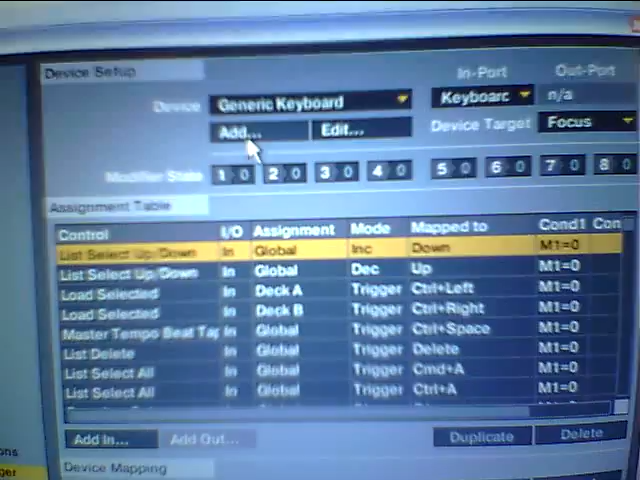 Device Setup
In-Port
Out-Port
Device
Generic Keyboard
Keyboarc
n/a
Add...
Edit...
Device Target
Focus
Modifier State
1 0 2 0 3 0 4 0 5 0 6 0 7 0 8 0
Assignment Table
Control I/O Assignment Mode Mapped to Cond1 Con
List Select Up/Down In Global Inc Down M1=0
List Select Up/Down In Global Dec Up M1=0
Load Selected In Deck A Trigger Ctrl+Left M1=0
Load Selected In Deck B Trigger Ctrl+Right M1=0
Master Tempo Beat Tap In Global Trigger Ctrl+Space M1=0
List Delete In Global Trigger Delete M1=0
List Select All In Global Trigger Cmd+A M1=0
List Select All In Global Trigger Ctrl+A M1=0
Add In...
Add Out...
Duplicate
Delete
ons
ger
Device Mapping